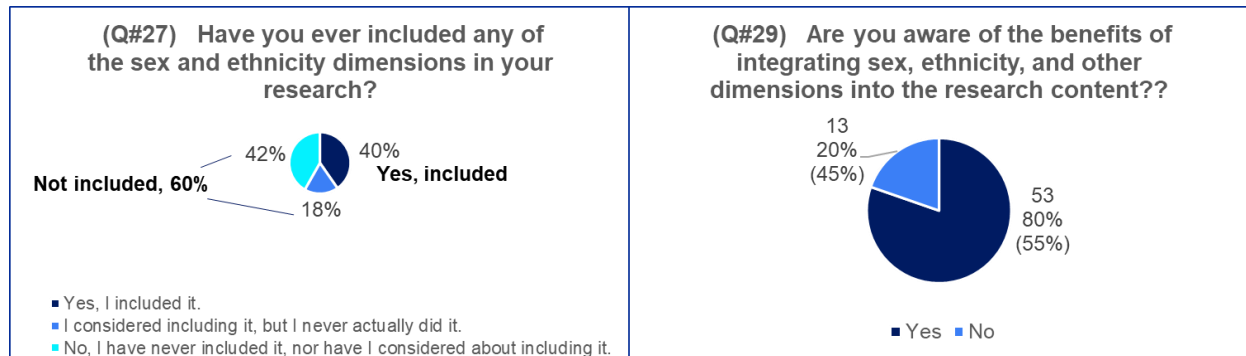 (Q#27) Have you ever included any of
the sex and ethnicity dimensions in your
research?
42%
40%
Not included, 60%
Yes, included
18%
Yes, I included it.
I considered including it, but I never actually did it.
No, I have never included it, nor have I considered about including it.
(Q#29) Are you aware of the benefits of
integrating sex, ethnicity, and other
dimensions into the research content??
13
20%
(45%)
53
80%
(55%)
Yes No